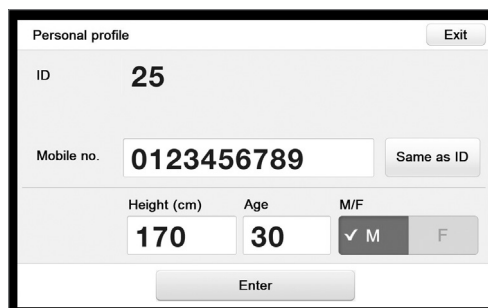 Personal profile Exit
ID 25
Mobile no. 0123456789 Same as ID
Height (cm) Age M/F
170 30 ✓ M F
Enter